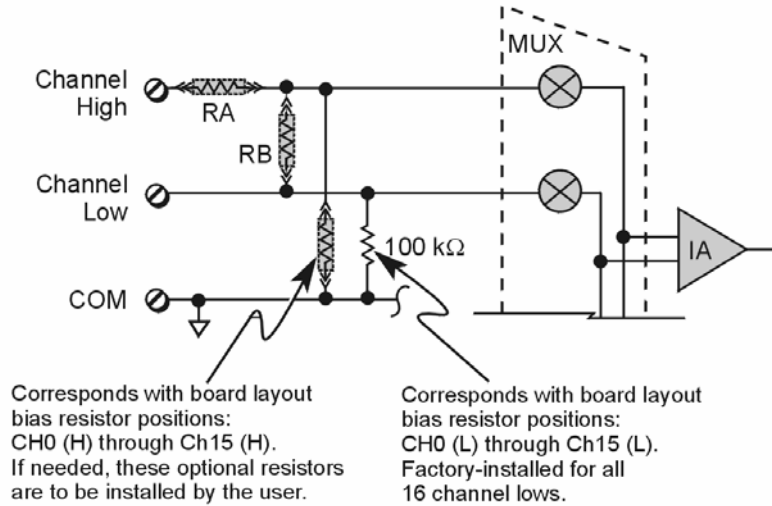 MUX
Channel
High
RA
RB
Channel
Low
100 kΩ
IA
COM
Corresponds with board layout
bias resistor positions:
CH0 (H) through Ch15 (H).
If needed, these optional resistors
are to be installed by the user.
Corresponds with board layout
bias resistor positions:
CH0 (L) through Ch15 (L).
Factory-installed for all
16 channel lows.